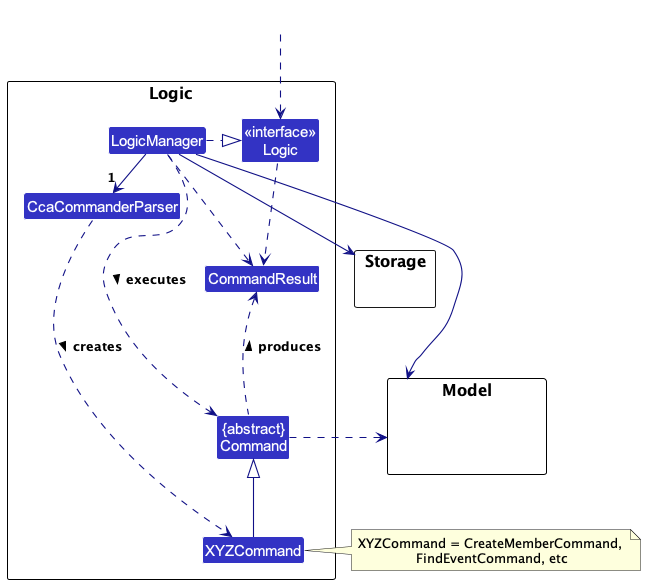 Logic
LogicManager
«interface»
Logic
1
CcaCommanderParser
Storage
CommandResult
executes
creates
produces
Model
{abstract}
Command
XYZCommand
XYZCommand = CreateMemberCommand,
FindEventCommand, etc